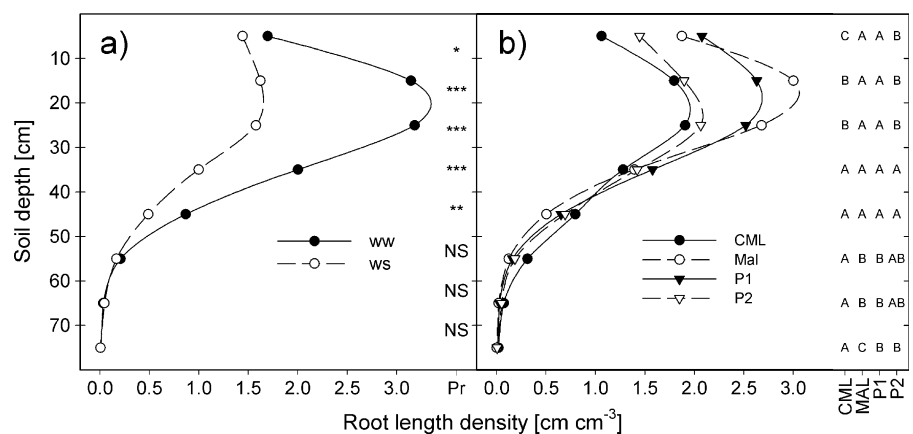 a)
b)
10
20
30
40
50
60
70
Soil depth [cm]
*
***
***
***
**
NS
NS
NS
ww
ws
CML
Mal
P1
P2
C A A B
B A A B
B A A B
A A A A
A A A A
A B B AB
A B B AB
A C B B
0.0 0.5 1.0 1.5 2.0 2.5 3.0 Pr
0.0 0.5 1.0 1.5 2.0 2.5 3.0
CML
MAL
P1
P2
Root length density [cm cm⁻³]